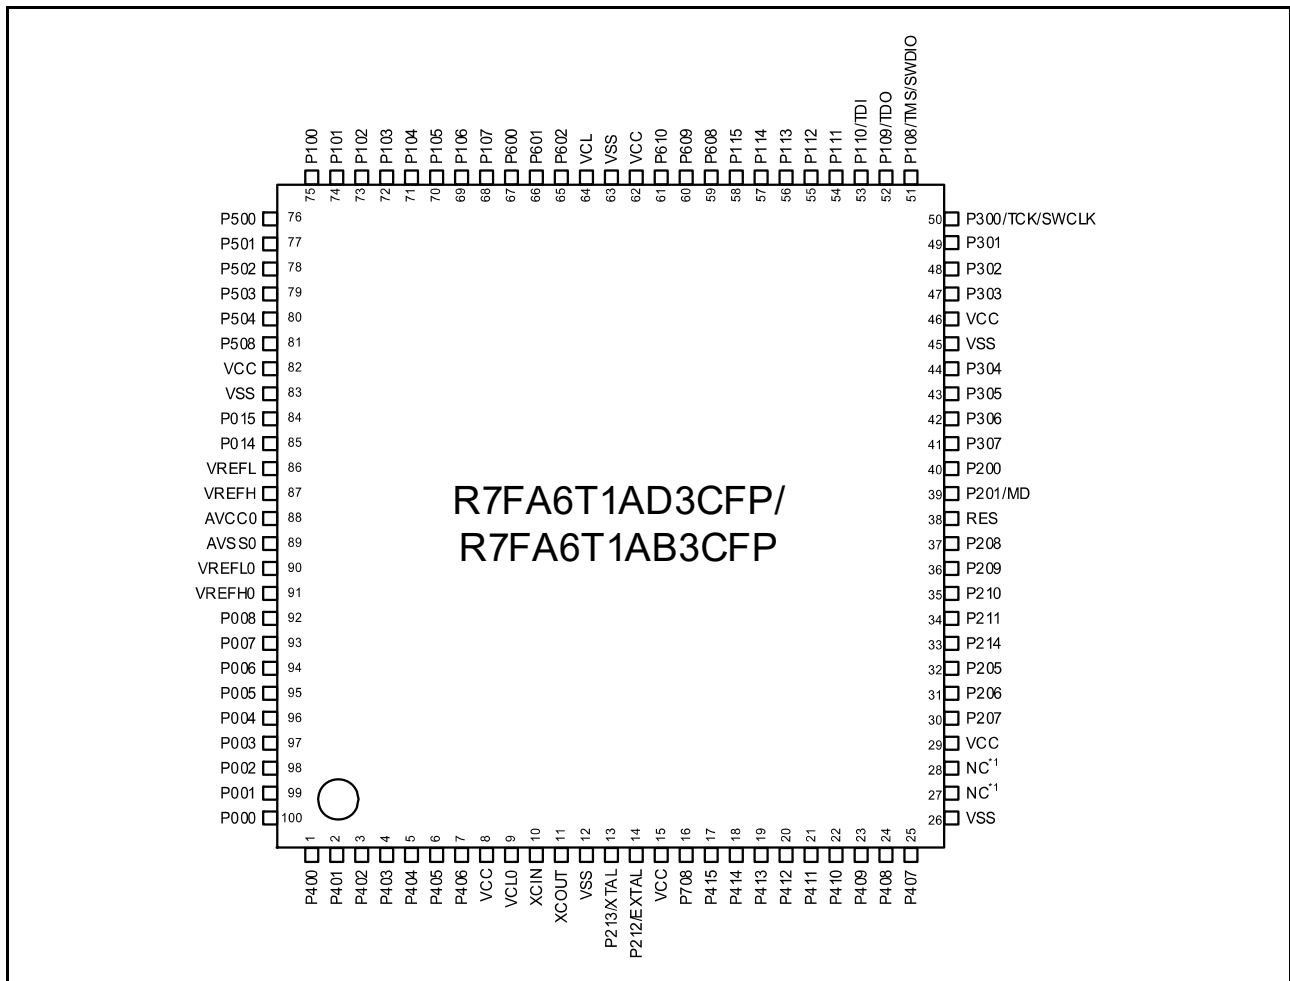 P100
P101
P102
P103
P104
P105
P106
P107
P600
P601
P602
VCL
VSS
VCC
P610
P609
P608
P115
P114
P113
P112
P111
P110/TDI
P109/TDO
P108/TMS/SWDIO
75
74
73
72
71
70
69
68
67
66
65
64
63
62
61
60
59
58
57
56
55
54
53
52
51
P500 76
P501 77
P502 78
P503 79
P504 80
P508 81
VCC 82
VSS 83
P015 84
P014 85
VREFL 86
VREFH 87
AVCC0 88
AVSS0 89
VREFL0 90
VREFH0 91
P008 92
P007 93
P006 94
P005 95
P004 96
P003 97
P002 98
P001 99
P000 100
R7FA6T1AD3CFP/
R7FA6T1AB3CFP
50 P300/TCK/SWCLK
49 P301
48 P302
47 P303
46 VCC
45 VSS
44 P304
43 P305
42 P306
41 P307
40 P200
39 P201/MD
38 RES
37 P208
36 P209
35 P210
34 P211
33 P214
32 P205
31 P206
30 P207
29 VCC
28 NC*1
27 NC*1
26 VSS
1
2
3
4
5
6
7
8
9
10
11
12
13
14
15
16
17
18
19
20
21
22
23
24
25
P400
P401
P402
P403
P404
P405
P406
VCC
VCL0
XCIN
XCOUT
VSS
P213/XTAL
P212/EXTAL
VCC
P708
P415
P414
P413
P412
P411
P410
P409
P408
P407